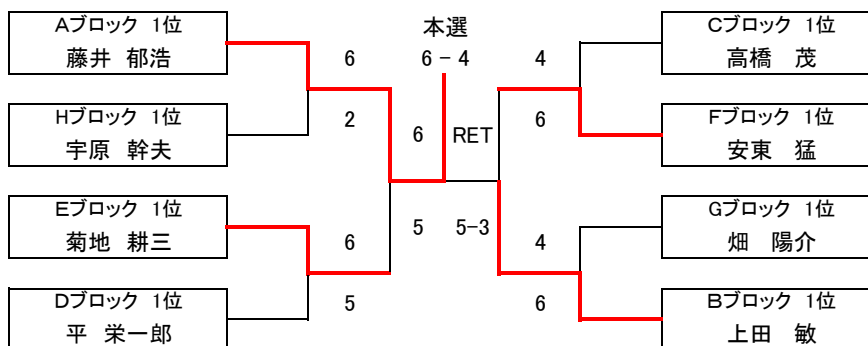 Aブロック 1位
藤井 郁浩
Hブロック 1位
宇原 幹夫
Eブロック 1位
菊地 耕三
Dブロック 1位
平 栄一郎
6
2
6
5
6
5
本選
6 - 4
RET
5-3
4
6
4
6
Cブロック 1位
高橋 茂
Fブロック 1位
安東 猛
Gブロック 1位
畑 陽介
Bブロック 1位
上田 敏